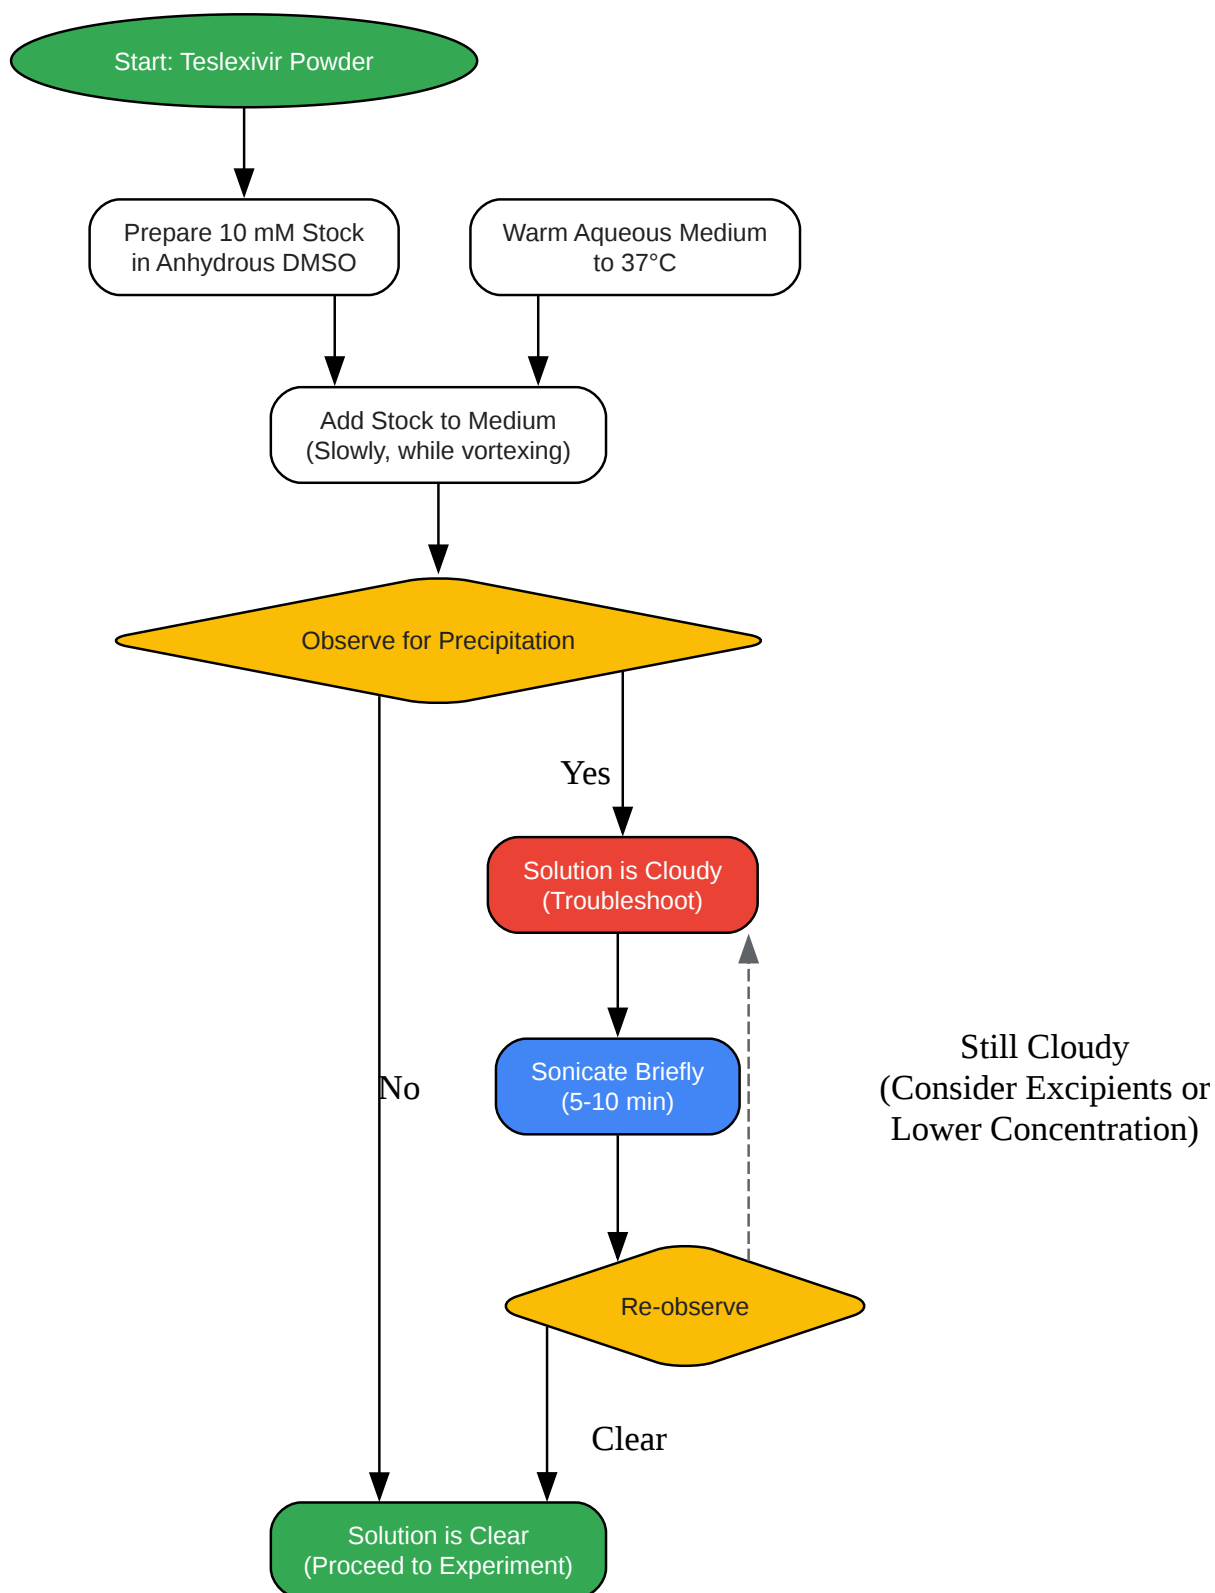 Start: Teslexivir Powder
Prepare 10 mM Stock
in Anhydrous DMSO
Warm Aqueous Medium
to 37°C
Add Stock to Medium
(Slowly, while vortexing)
Observe for Precipitation
Yes
Solution is Cloudy
(Troubleshoot)
No
Sonicate Briefly
(5-10 min)
Still Cloudy
(Consider Excipients or
Lower Concentration)
Re-observe
Clear
Solution is Clear
(Proceed to Experiment)